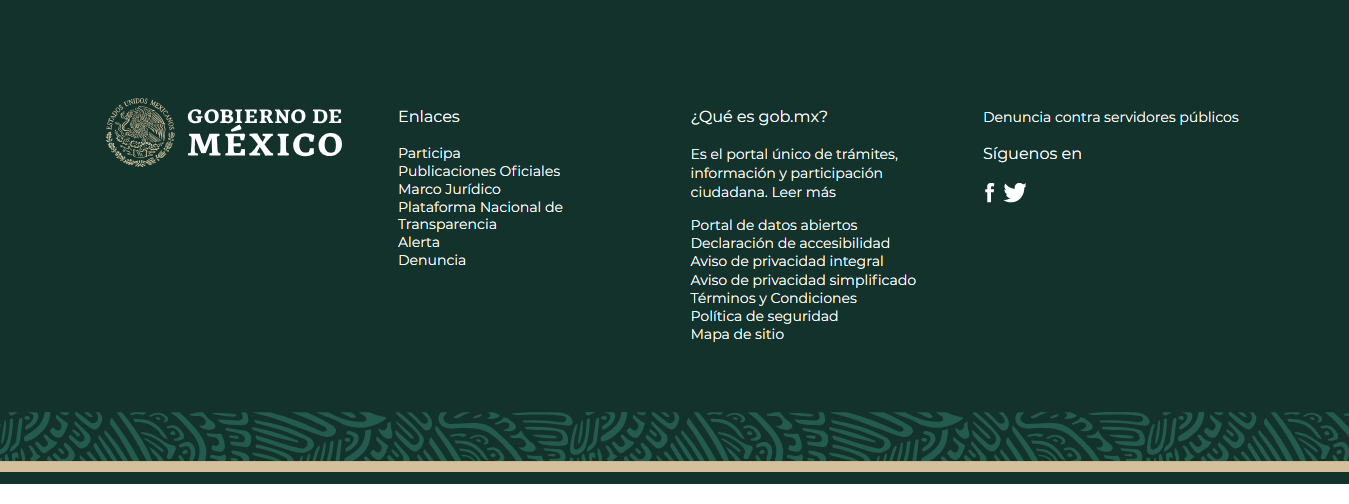 ESTADOS UNIDOS MEXICANOS
GOBIERNO DE
MÉXICO
Enlaces
Participa
Publicaciones Oficiales
Marco Jurídico
Plataforma Nacional de
Transparencia
Alerta
Denuncia
¿Qué es gob.mx?
Es el portal único de trámites,
información y participación
ciudadana. Leer más
Portal de datos abiertos
Declaración de accesibilidad
Aviso de privacidad integral
Aviso de privacidad simplificado
Términos y Condiciones
Política de seguridad
Mapa de sitio
Denuncia contra servidores públicos
Síguenos en